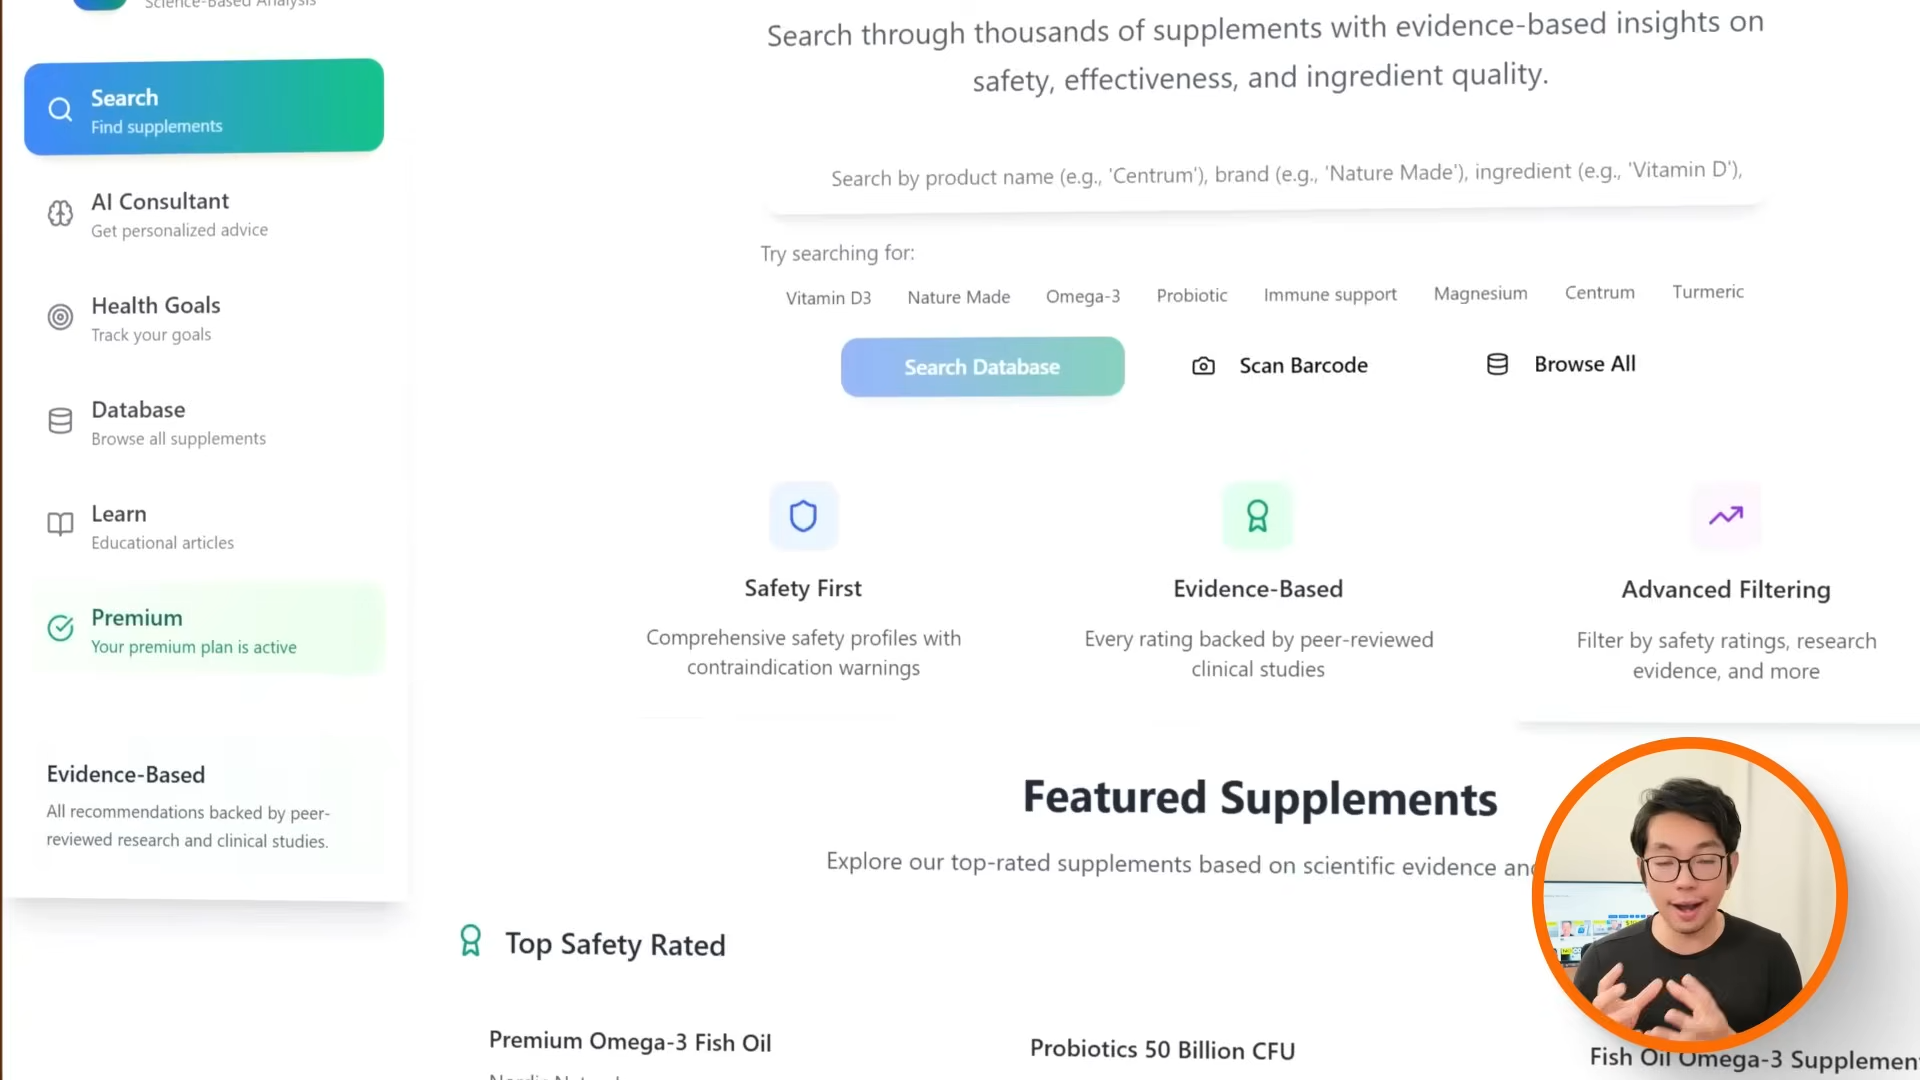 Science-Based Analysis
Search
Find supplements
AI Consultant
Get personalized advice
Health Goals
Track your goals
Database
Browse all supplements
Learn
Educational articles
Premium
Your premium plan is active
Evidence-Based
All recommendations backed by peer-
reviewed research and clinical studies.
Search through thousands of supplements with evidence-based insights on
safety, effectiveness, and ingredient quality.
Search by product name (e.g., 'Centrum'), brand (e.g., 'Nature Made'), ingredient (e.g., 'Vitamin D'),
Try searching for:
Vitamin D3 Nature Made Omega-3 Probiotic Immune support Magnesium Centrum Turmeric
Search Database Scan Barcode Browse All
Safety First
Comprehensive safety profiles with
contraindication warnings
Evidence-Based
Every rating backed by peer-reviewed
clinical studies
Advanced Filtering
Filter by safety ratings, research
evidence, and more
Featured Supplements
Explore our top-rated supplements based on scientific evidence and
Top Safety Rated
Premium Omega-3 Fish Oil
Probiotics 50 Billion CFU
Fish Oil Omega-3 Supplement